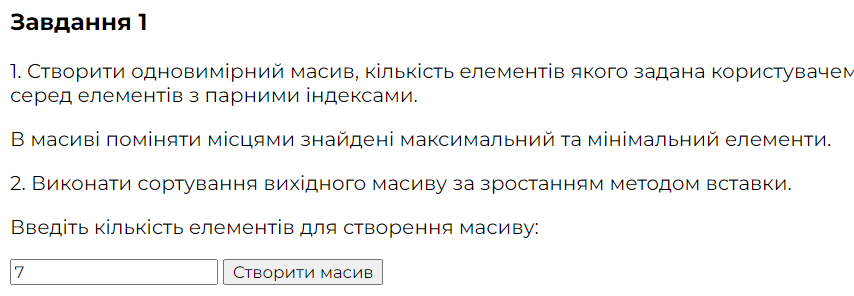 Завдання 1
1. Створити одновимірний масив, кількість елементів якого задана користувачем
серед елементів з парними індексами.
В масиві поміняти місцями знайдені максимальний та мінімальний елементи.
2. Виконати сортування вихідного масиву за зростанням методом вставки.
Введіть кількість елементів для створення масиву:
7 Створити масив